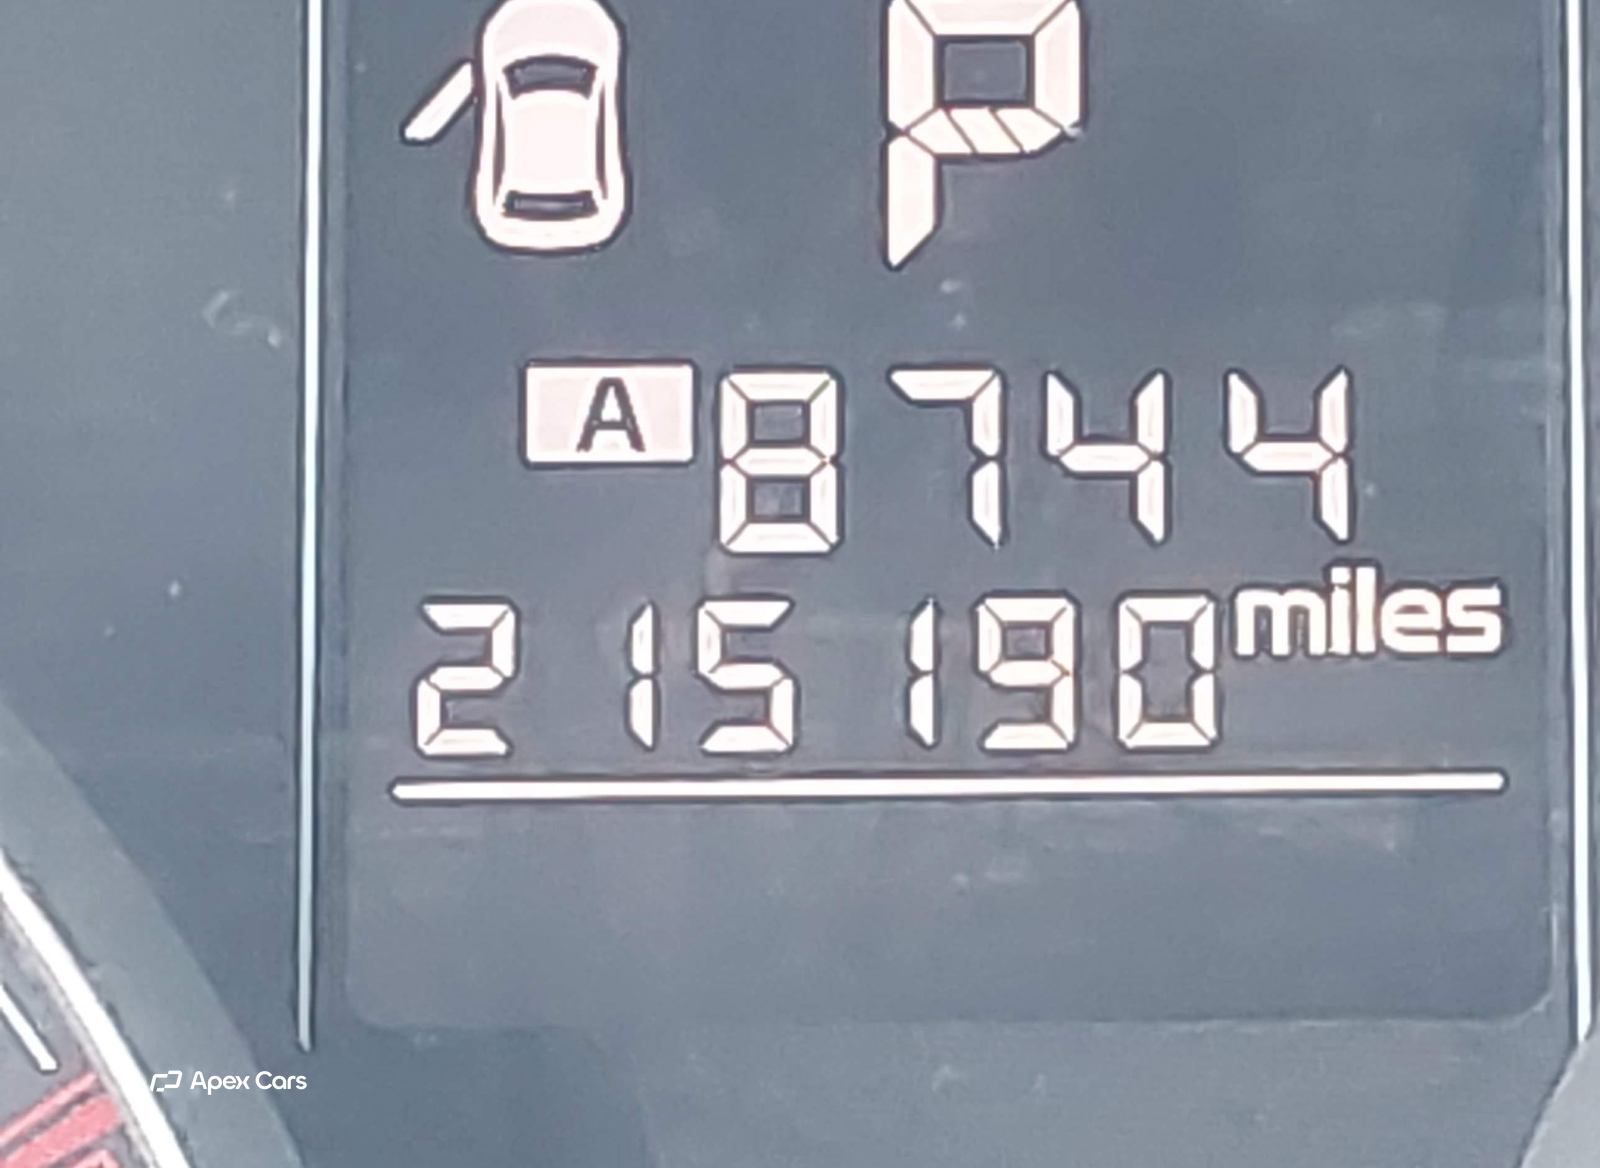 P
A 8744
215190 miles
Apex Cars